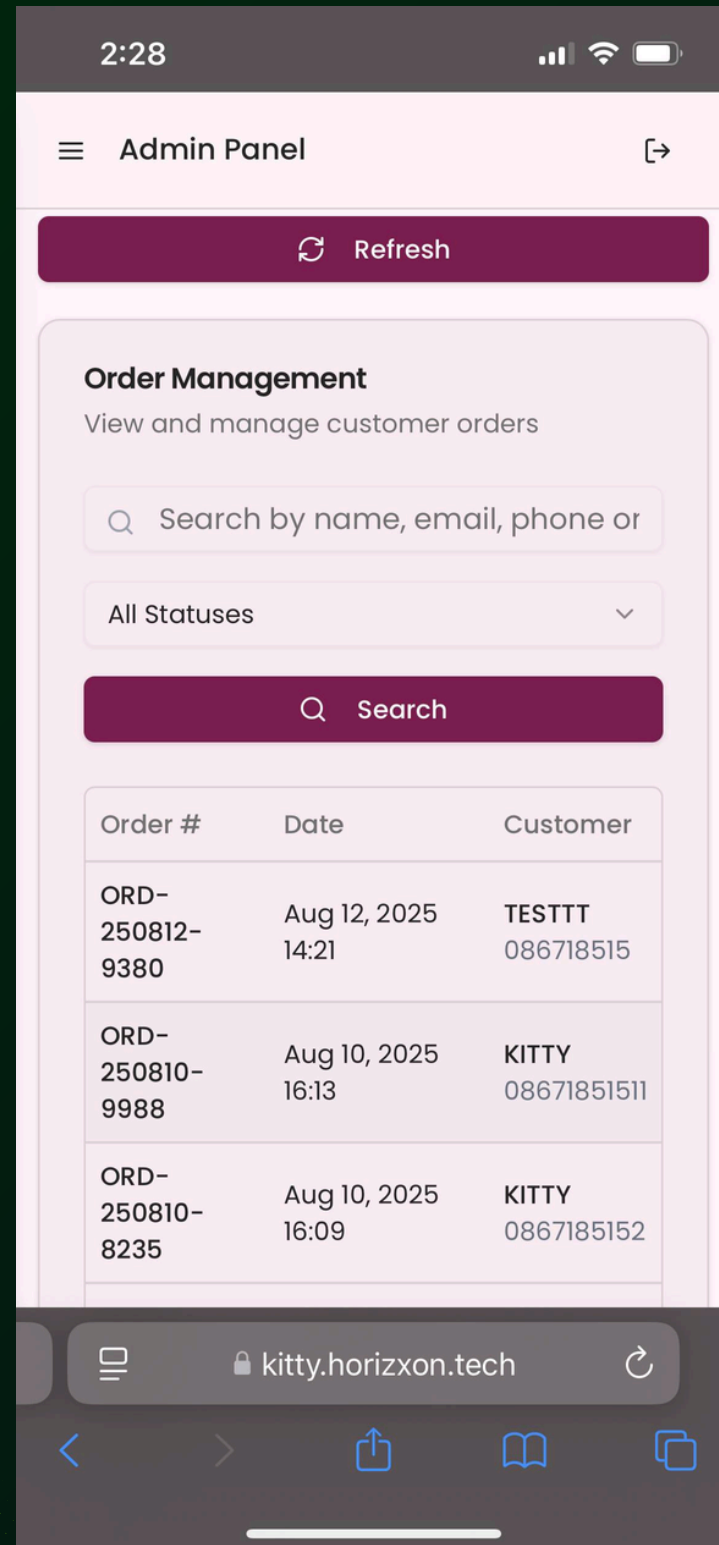 2:28
Admin Panel
Refresh
Order Management
View and manage customer orders
Search by name, email, phone or
All Statuses
Search
Order # Date Customer
ORD-
250812-
9380
Aug 12, 2025
14:21
TESTTT
086718515
ORD-
250810-
9988
Aug 10, 2025
16:13
KITTY
08671851511
ORD-
250810-
8235
Aug 10, 2025
16:09
KITTY
0867185152
kitty.horizxon.tech